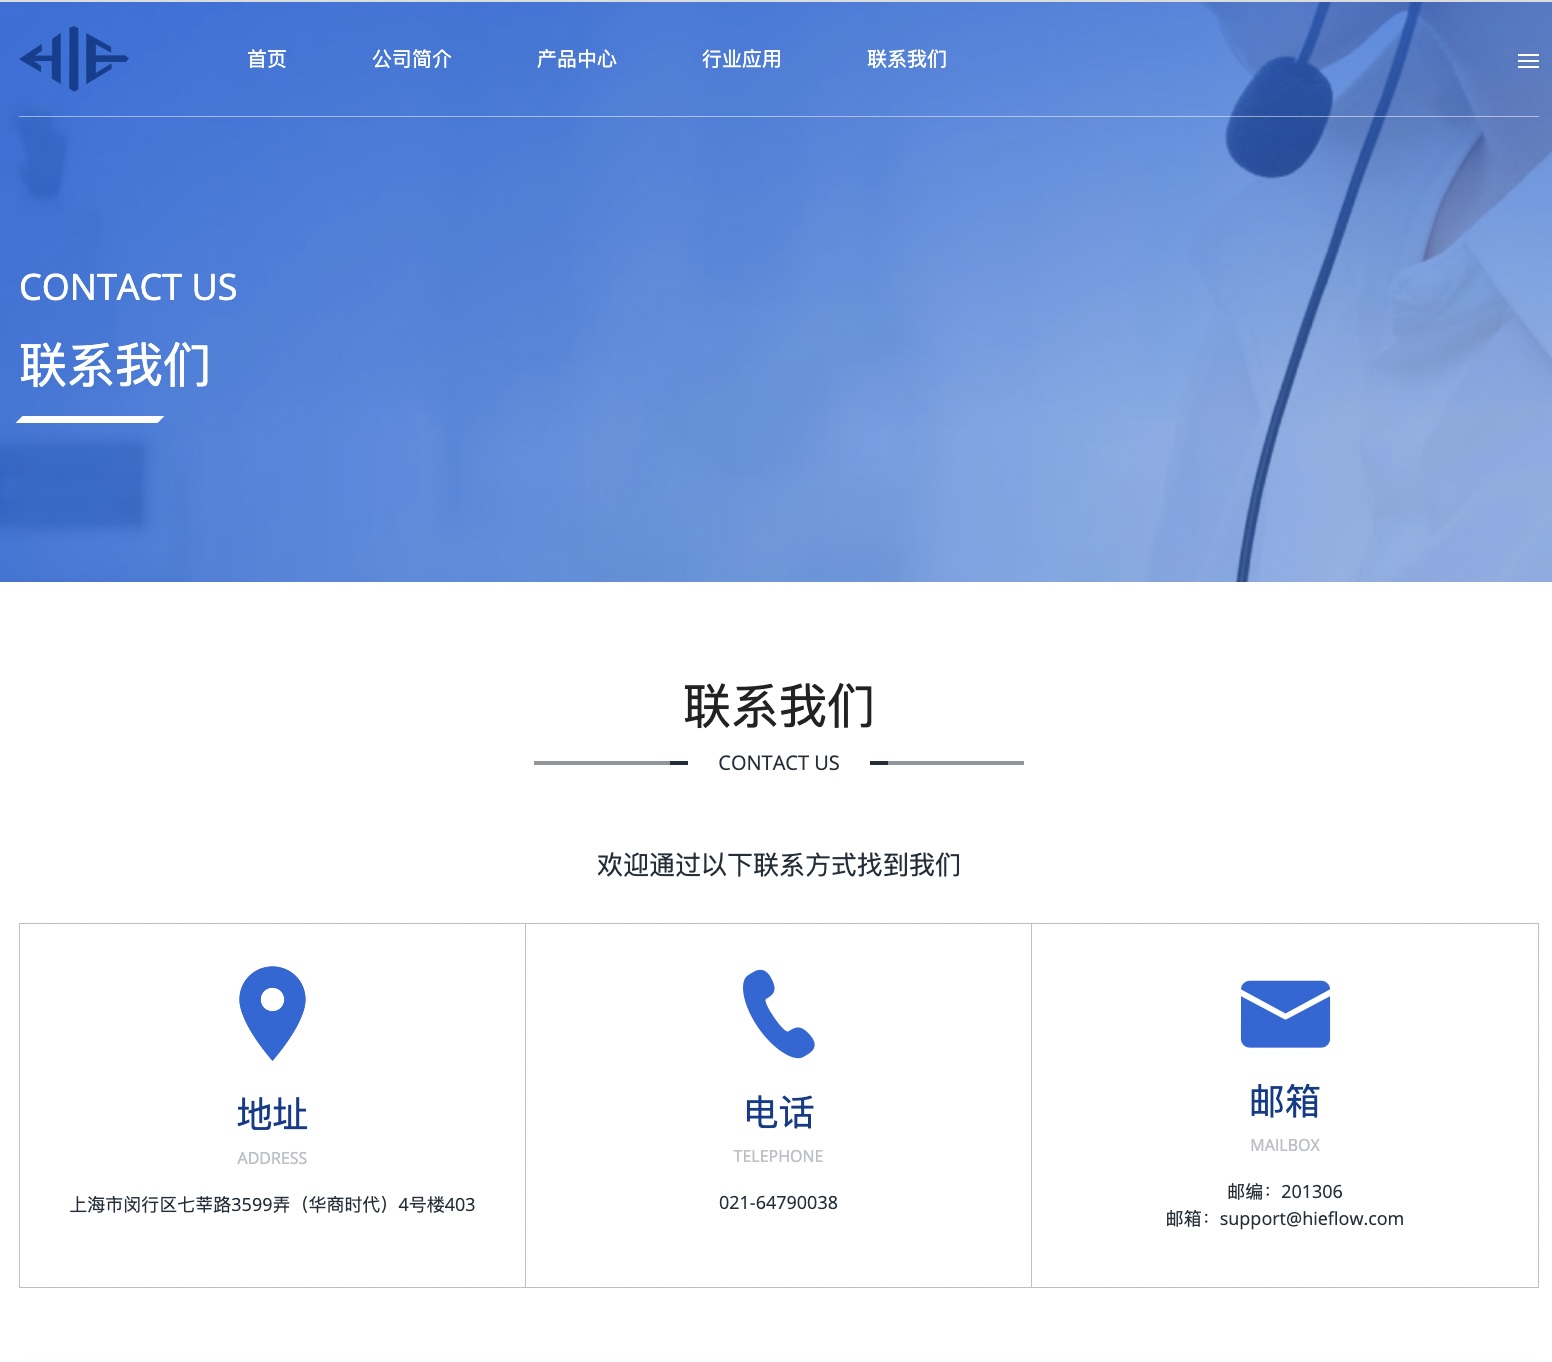 HIE
首页 公司简介 产品中心 行业应用 联系我们
CONTACT US
联系我们
联系我们
CONTACT US
欢迎通过以下联系方式找到我们
地址
ADDRESS
上海市闵行区七莘路3599弄（华商时代）4号楼403
电话
TELEPHONE
021-64790038
邮箱
MAILBOX
邮编：201306
邮箱：support@hieflow.com